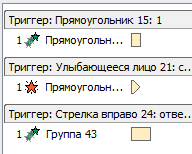 Триггер: Прямоугольник 15: 1
1 Прямоугольн...
Триггер: Улыбающееся лицо 21: с...
1 Прямоугольн...
Триггер: Стрелка вправо 24: отве...
1 Группа 43